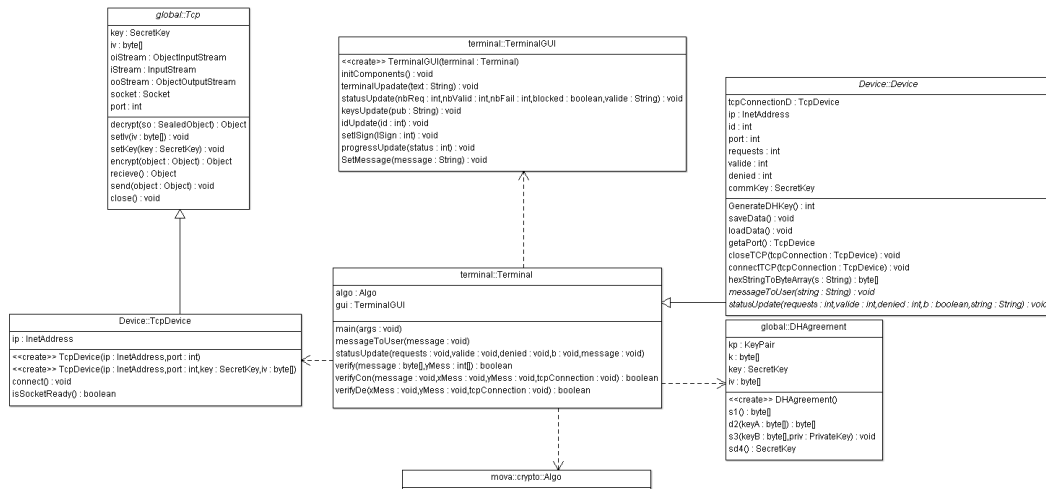 global::Tcp
key : SecretKey
iv : byte[]
oiStream : ObjectInputStream
iStream : InputStream
ooStream : ObjectOutputStream
socket : Socket
port : int
decrypt(so : SealedObject) : Object
setIv(iv : byte[]) : void
setKey(key : SecretKey) : void
encrypt(object : Object) : Object
recieve() : Object
send(object : Object) : void
close() : void
terminal::TerminalGUI
<<create>> TerminalGUI(terminal : Terminal)
initComponents() : void
terminalUpadate(text : String) : void
statusUpdate(nbReq : int,nbValid : int,nbFail : int,blocked : boolean,valide : String) : void
keysUpdate(pub : String) : void
idUpdate(id : int) : void
setlSign(lSign : int) : void
progressUpdate(status : int) : void
SetMessage(message : String) : void
Device::Device
tcpConnectionD : TcpDevice
ip : InetAddress
id : int
port : int
requests : int
valide : int
denied : int
commKey : SecretKey
GenerateDHKey() : int
saveData() : void
loadData() : void
getaPort() : TcpDevice
closeTCP(tcpConnection : TcpDevice) : void
connectTCP(tcpConnection : TcpDevice) : void
hexStringToByteArray(s : String) : byte[]
messageToUser(string : String) : void
statusUpdate(requests : int,valide : int,denied : int,b : boolean,string : String) : void
terminal::Terminal
algo : Algo
gui : TerminalGUI
main(args : void)
messageToUser(message : void)
statusUpdate(requests : void,valide : void,denied : void,b : void,message : void)
verify(message : byte[],yMess : int[]) : boolean
verifyCon(message : void,xMess : void,yMess : void,tcpConnection : void) : boolean
verifyDe(xMess : void,yMess : void,tcpConnection : void) : boolean
Device::TcpDevice
ip : InetAddress
<<create>> TcpDevice(ip : InetAddress,port : int)
<<create>> TcpDevice(ip : InetAddress,port : int,key : SecretKey,iv : byte[])
connect() : void
isSocketReady() : boolean
global::DHAgreement
kp : KeyPair
k : byte[]
key : SecretKey
iv : byte[]
<<create>> DHAgreement()
s1() : byte[]
d2(keyA : byte[]) : byte[]
s3(keyB : byte[],priv : PrivateKey) : void
sd4() : SecretKey
mova::crypto::Algo